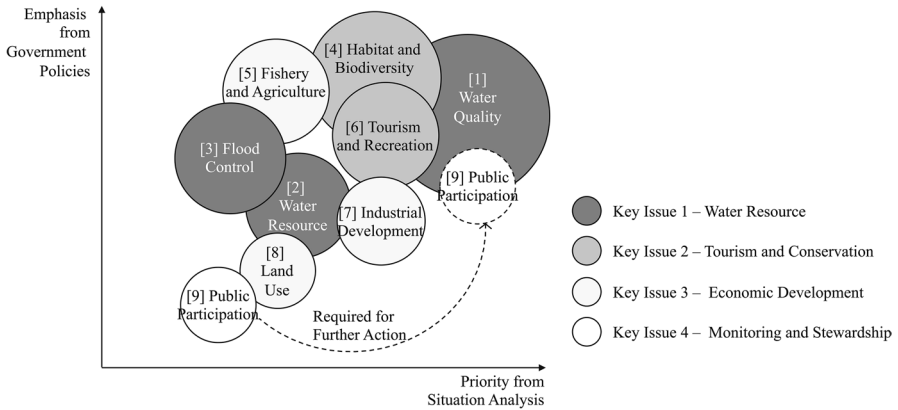 Emphasis
from
Government
Policies
[4] Habitat and
Biodiversity
[5] Fishery
and Agriculture
[1]
Water
Quality
[6] Tourism
and Recreation
[3] Flood
Control
[9] Public
Participation
[2]
Water
Resource
[7] Industrial
Development
[8]
Land
Use
[9] Public
Participation
Required for
Further Action
Key Issue 1 – Water Resource
Key Issue 2 – Tourism and Conservation
Key Issue 3 – Economic Development
Key Issue 4 – Monitoring and Stewardship
Priority from
Situation Analysis